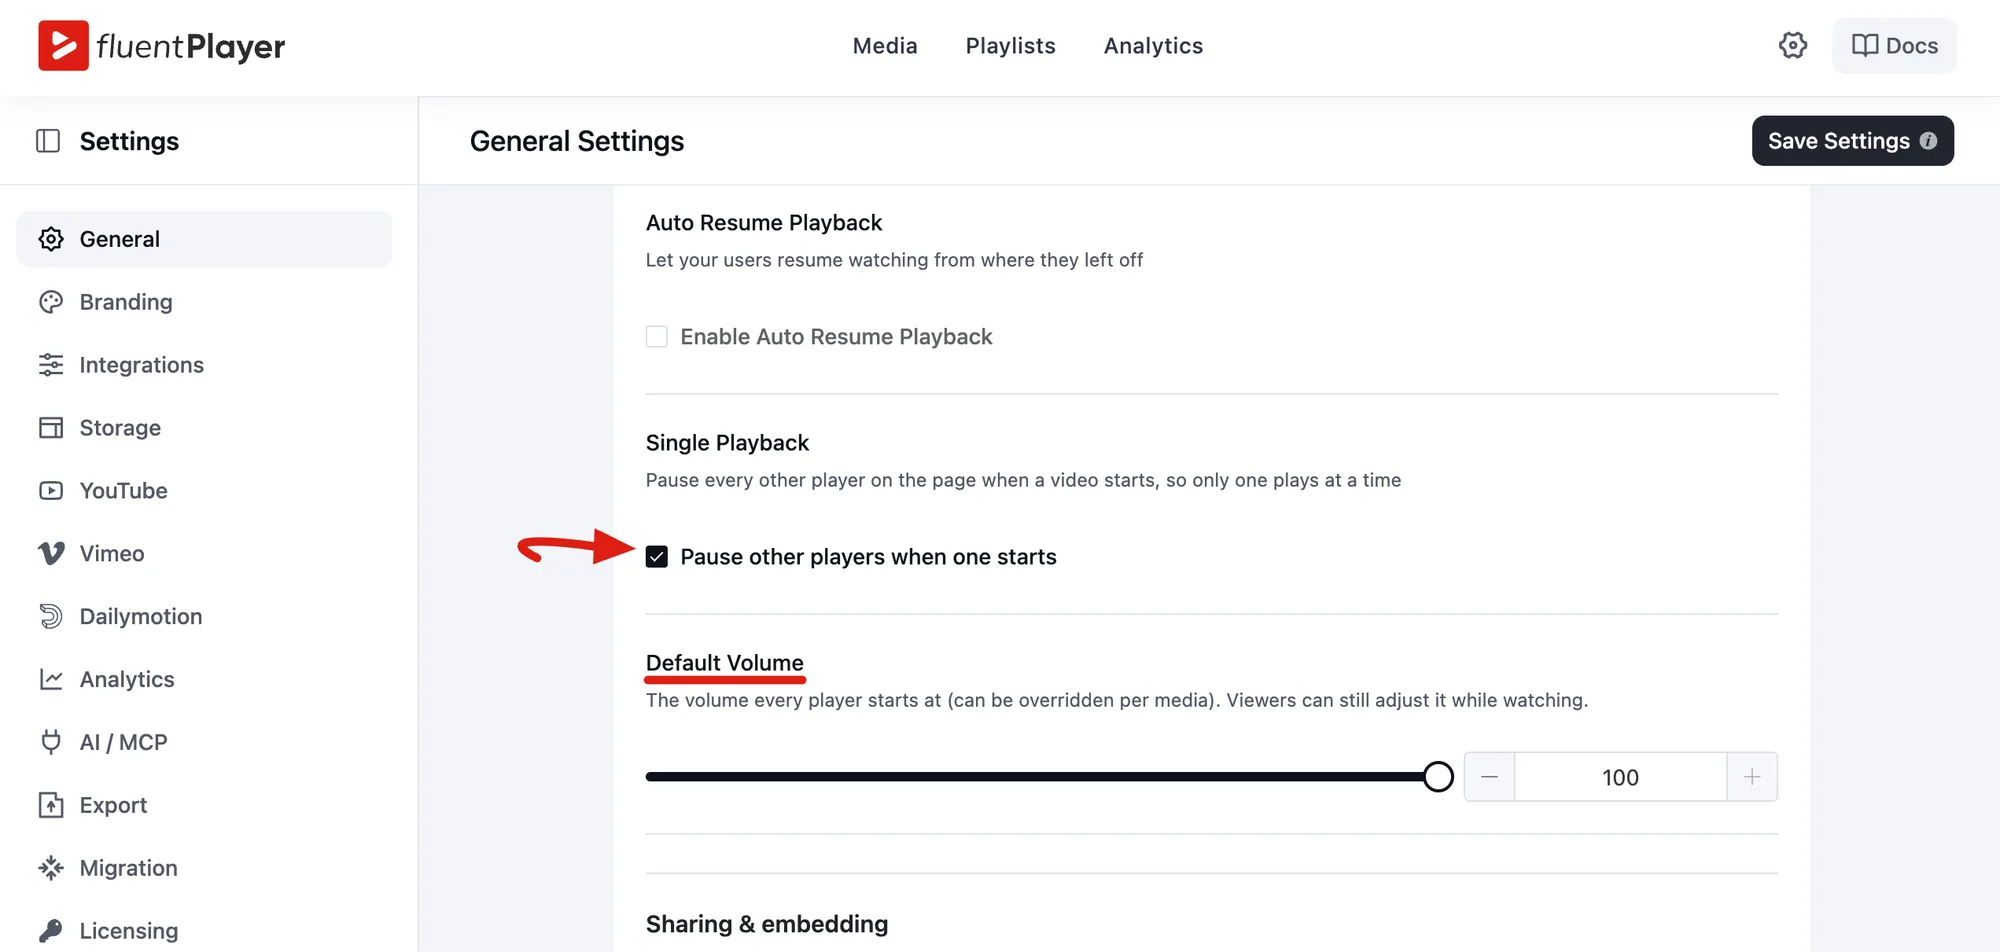 fluentPlayer
Media
Playlists
Analytics
Docs
Settings
General Settings
Save Settings
General
Branding
Integrations
Storage
YouTube
Vimeo
Dailymotion
Analytics
AI / MCP
Export
Migration
Licensing
Auto Resume Playback
Let your users resume watching from where they left off
Enable Auto Resume Playback
Single Playback
Pause every other player on the page when a video starts, so only one plays at a time
Pause other players when one starts
Default Volume
The volume every player starts at (can be overridden per media). Viewers can still adjust it while watching.
100
Sharing & embedding